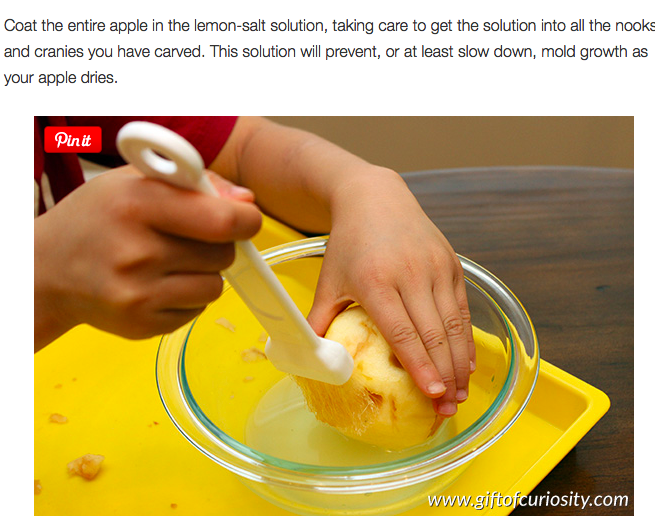 Coat the entire apple in the lemon-salt solution, taking care to get the solution into all the nooks
and cranies you have carved. This solution will prevent, or at least slow down, mold growth as
your apple dries.
Pin it
www.giftofcuriosity.com